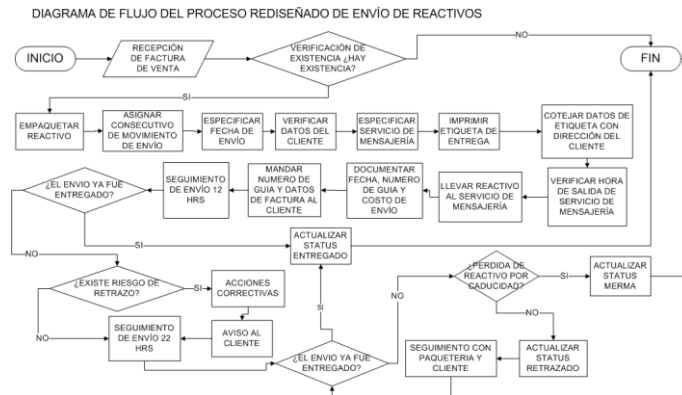 DIAGRAMA DE FLUJO DEL PROCESO REDISEÑADO DE ENVÍO DE REACTIVOS
INICIO
RECEPCIÓN
DE FACTURA
DE VENTA
VERIFICACIÓN DE
EXISTENCIA ¿HAY
EXISTENCIA?
NO
FIN
SI
EMPAQUETAR
REACTIVO
ASIGNAR
CONSECUTIVO
DE MOVIMIENTO
DE ENVÍO
ESPECIFICAR
FECHA DE
ENVÍO
VERIFICAR
DATOS DEL
CLIENTE
ESPECIFICAR
SERVICIO DE
MENSAJERÍA
IMPRIMIR
ETIQUETA DE
ENTREGA
COTEJAR DATOS DE
ETIQUETA CON
DIRECCIÓN DEL
CLIENTE
VERIFICAR HORA
DE SALIDA DE
SERVICIO DE
MENSAJERÍA
LLEVAR REACTIVO
AL SERVICIO DE
MENSAJERÍA
DOCUMENTAR
FECHA, NUMERO
DE GUIA Y
COSTO DE
ENVÍO
MANDAR
NUMERO DE
GUIA Y DATOS
DE FACTURA AL
CLIENTE
SEGUIMIENTO
DE ENVÍO 12
HRS
¿EL ENVIO YA FUE
ENTREGADO?
SI
ACTUALIZAR
STATUS
ENTREGADO
NO
¿EXISTE RIESGO DE
RETRAZO?
SI
ACCIONES
CORRECTIVAS
AVISO AL
CLIENTE
NO
SEGUIMIENTO
DE ENVÍO 22
HRS
¿EL ENVIO YA FUE
ENTREGADO?
SI
NO
¿PERDIDA DE
REACTIVO POR
CADUCIDAD?
SI
ACTUALIZAR
STATUS
MERMA
NO
ACTUALIZAR
STATUS
RETRAZADO
SEGUIMIENTO CON
PAQUETERIA Y
CLIENTE